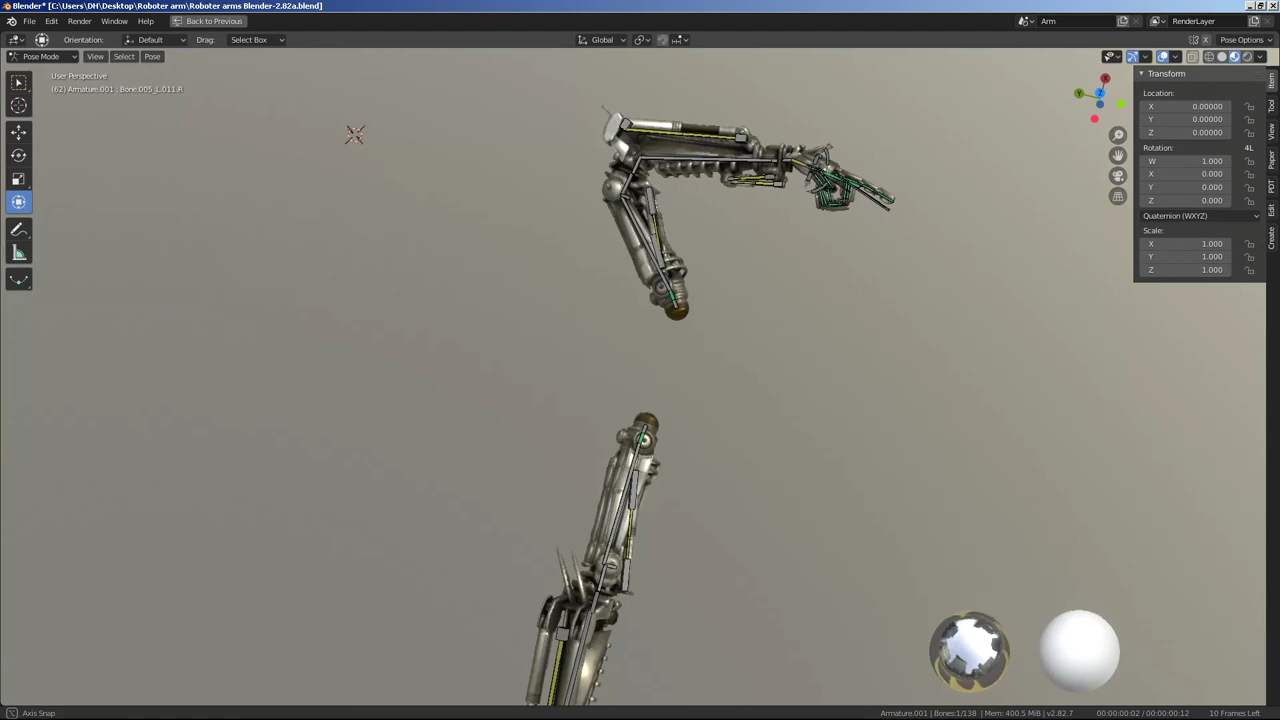 Blender* [C:\Users\DH\Desktop\Roboter arm\Roboter arms Blender-2.82a.blend]
File Edit Render Window Help Back to Previous Arm RenderLayer
Orientation: Default Drag: Select Box Global X Pose Options
Pose Mode View Select Pose
User Perspective
(62) Armature.001 : Bone.005_L.011.R
X
Y
Z
Transform
Location:
X 0.00000
Y 0.00000
Z 0.00000
Rotation: 4L
W 1.000
X 0.000
Y 0.000
Z 0.000
Quaternion (WXYZ)
Scale:
X 1.000
Y 1.000
Z 1.000
Item
Tool
View
Paper
PDT
Edit
Create
Axis Snap Armature.001 | Bones:1/138 | Mem: 400.5 MiB | v2.82.7 00:00:00:02 / 00:00:00:12 10 Frames Left